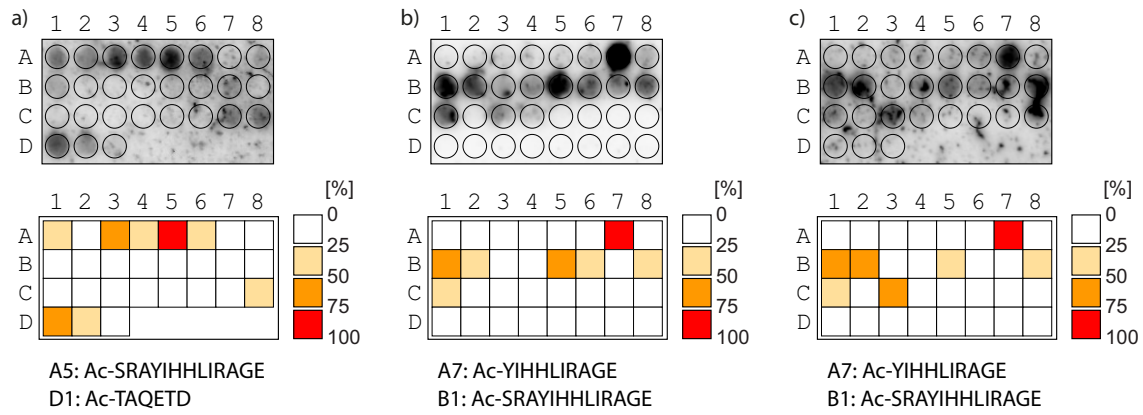 a) b) c)
1 2 3 4 5 6 7 8 1 2 3 4 5 6 7 8 1 2 3 4 5 6 7 8
A A A
B B B
C C C
D D D
[%] [%] [%]
1 2 3 4 5 6 7 8 1 2 3 4 5 6 7 8 1 2 3 4 5 6 7 8
0 0 0
A A A
25 25 25
B B B
50 50 50
C C C
75 75 75
D D D
100 100 100
A5: Ac-SRAYIHHLIRAGE A7: Ac-YIHHLIRAGE A7: Ac-YIHHLIRAGE
D1: Ac-TAQETD B1: Ac-SRAYIHHLIRAGE B1: Ac-SRAYIHHLIRAGE